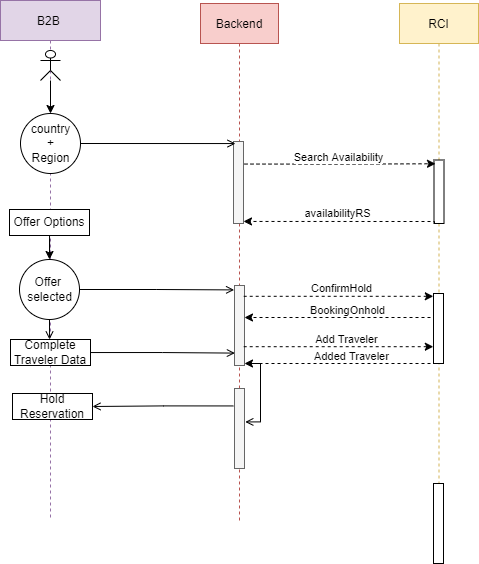 B2B
Backend
RCI
country
+
Region
Search Availability
availabilityRS
Offer Options
Offer
selected
ConfirmHold
BookingOnhold
Add Traveler
Added Traveler
Complete
Traveler Data
Hold
Reservation